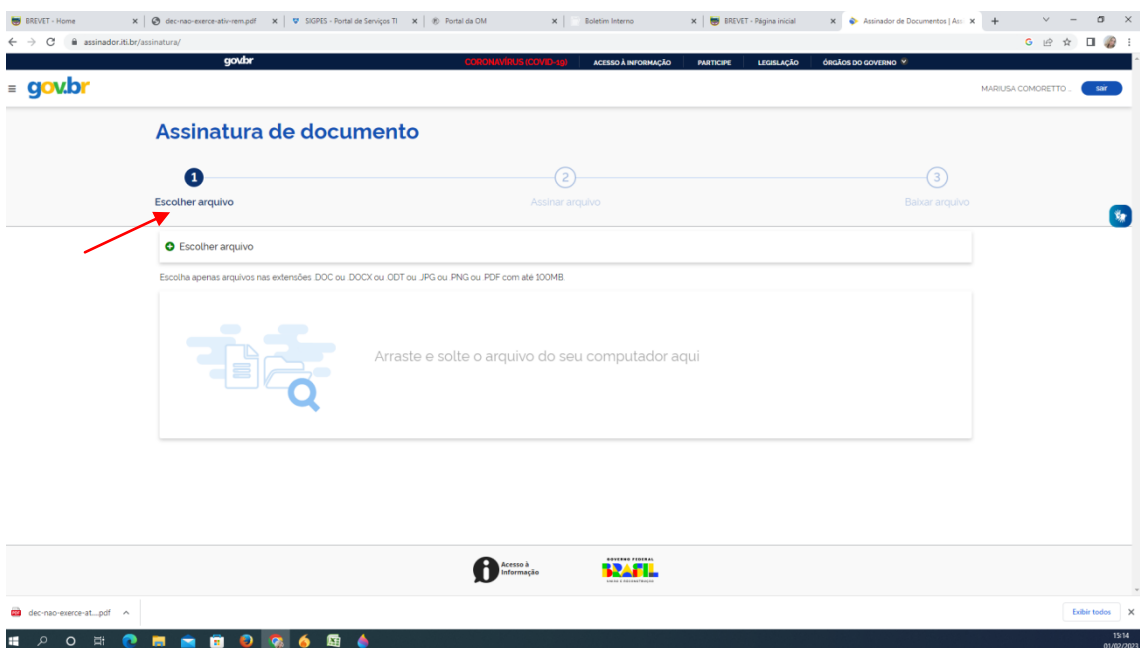 BREVET - Home
dec-nao-exerce-ativ-rem.pdf
SIGPES - Portal de Serviços TI
Portal da OM
Boletim Interno
BREVET - Página inicial
Assinador de Documentos | Ass
assinador.iti.br/assinatura/
gov.br
CORONAVÍRUS (COVID-19)
ACESSO À INFORMAÇÃO
PARTICIPE
LEGISLAÇÃO
ÓRGÃOS DO GOVERNO
gov.br
MARIUSA COMORETTO ..
sair
Assinatura de documento
1
2
3
Escolher arquivo
Assinar arquivo
Baixar arquivo
Escolher arquivo
Escolha apenas arquivos nas extensões .DOC ou .DOCX ou .ODT ou .JPG ou .PNG ou .PDF com até 100MB.
Arraste e solte o arquivo do seu computador aqui
Acesso à
Informação
GOVERNO FEDERAL
BRASIL
UNIÃO E RECONSTRUÇÃO
dec-nao-exerce-at....pdf
Exibir todos
15:14
01/02/2023